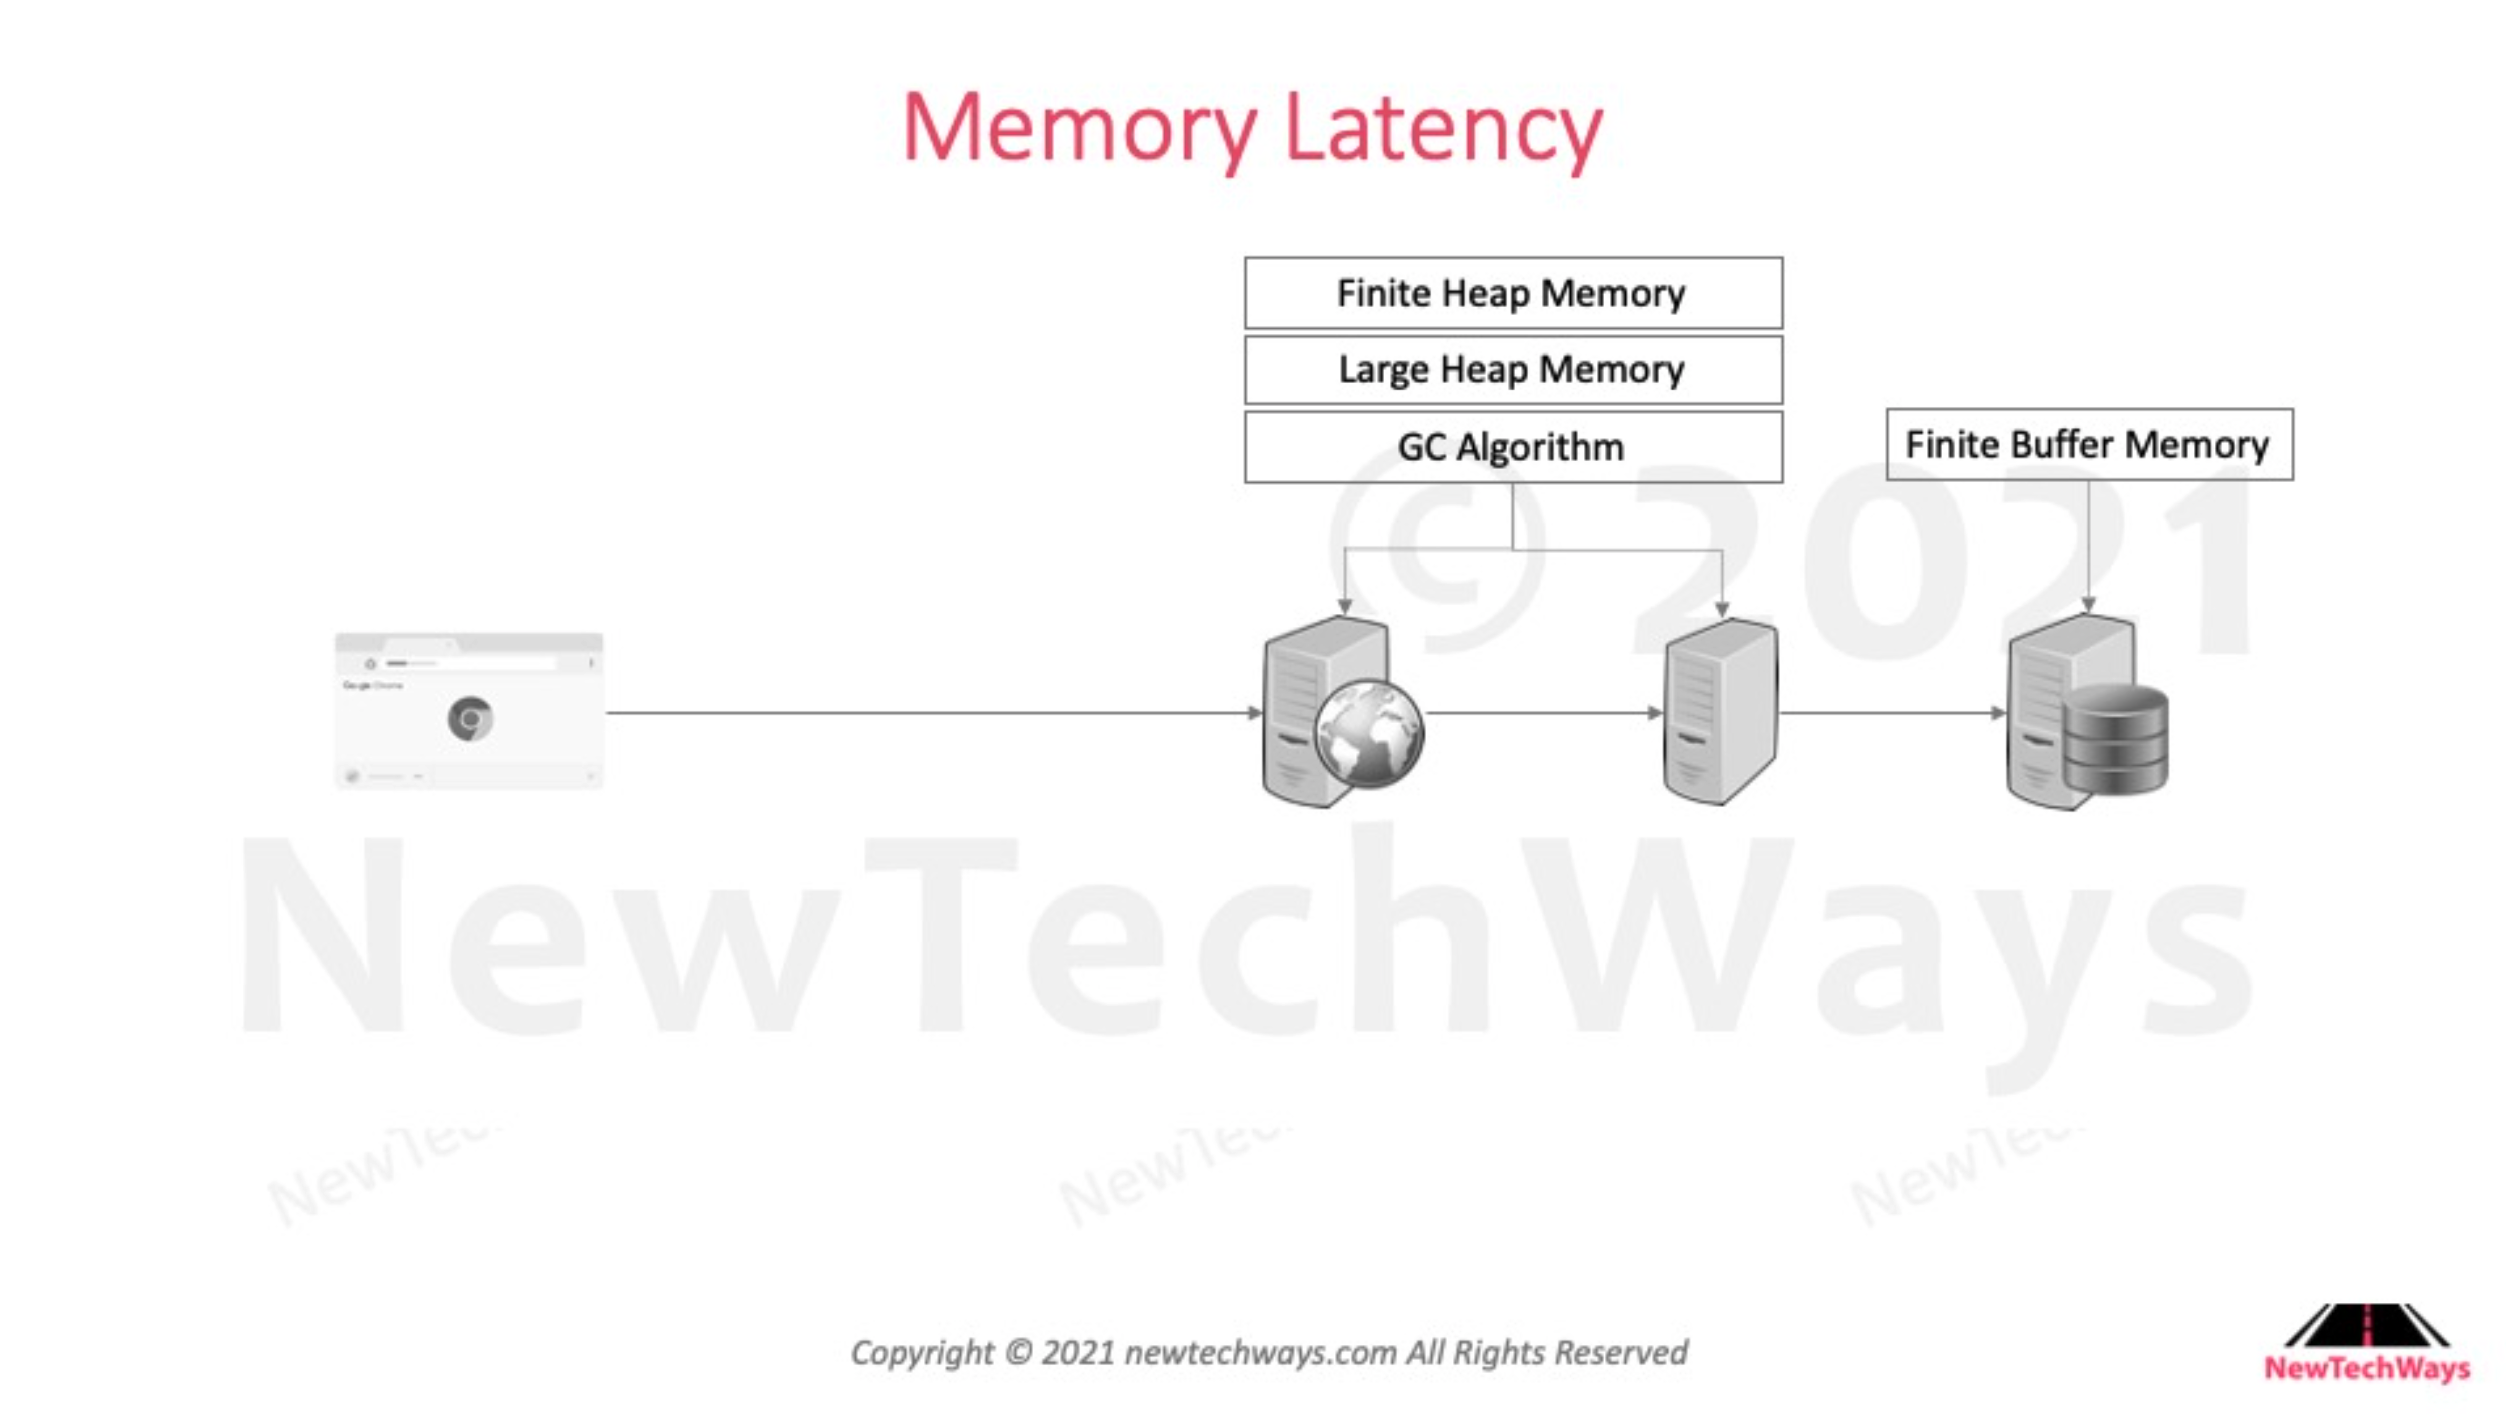 Memory Latency
Finite Heap Memory
Large Heap Memory
GC Algorithm
Finite Buffer Memory
© 2021
Google Chrome
NewTechWays
NewTec
NewTec
NewTec
Copyright © 2021 newtechways.com All Rights Reserved
NewTechWays